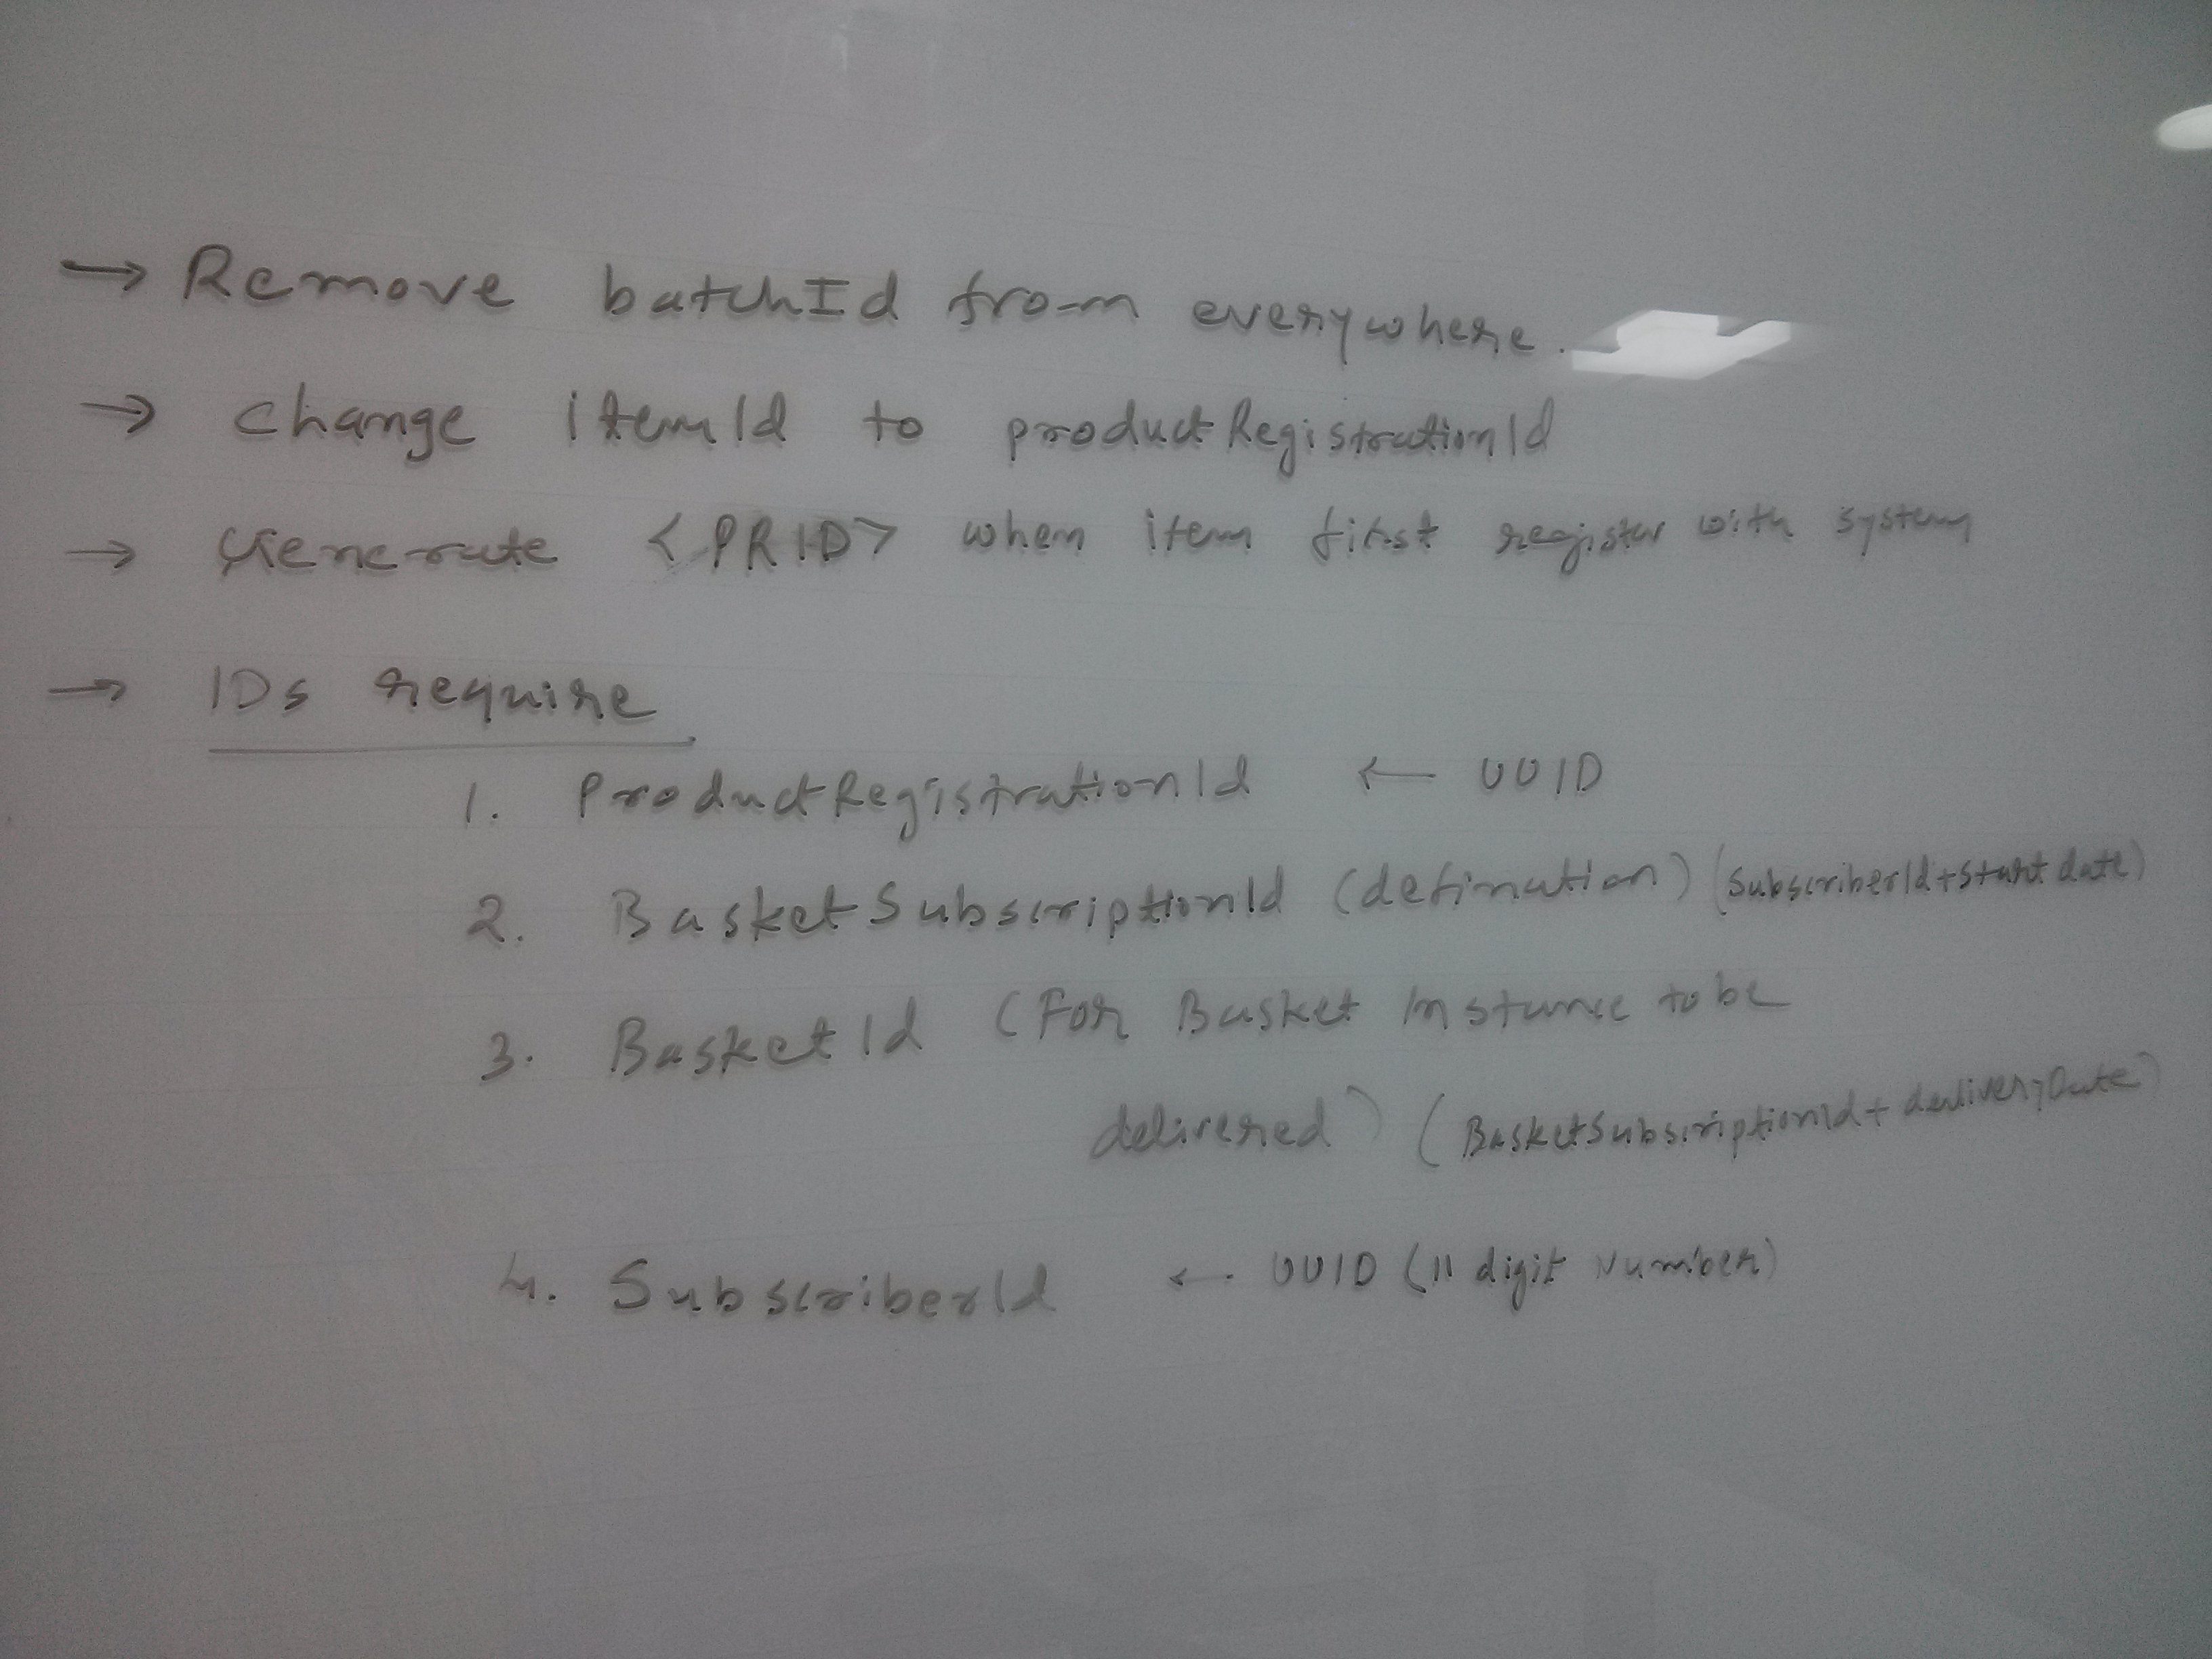 → Remove batchId from everywhere.
→ change itemId to productRegistrationId
→ Generate <PRID> when item first register with system
→ IDs require
1. ProductRegistrationId ← UUID
2. BasketSubscriptionId (defination) (SubscriberId+Start date)
3. BasketId (For Basket Instance to be
delivered) (BasketSubscriptionId + deliveryDate)
4. SubscriberId ← UUID (11 digit Number)